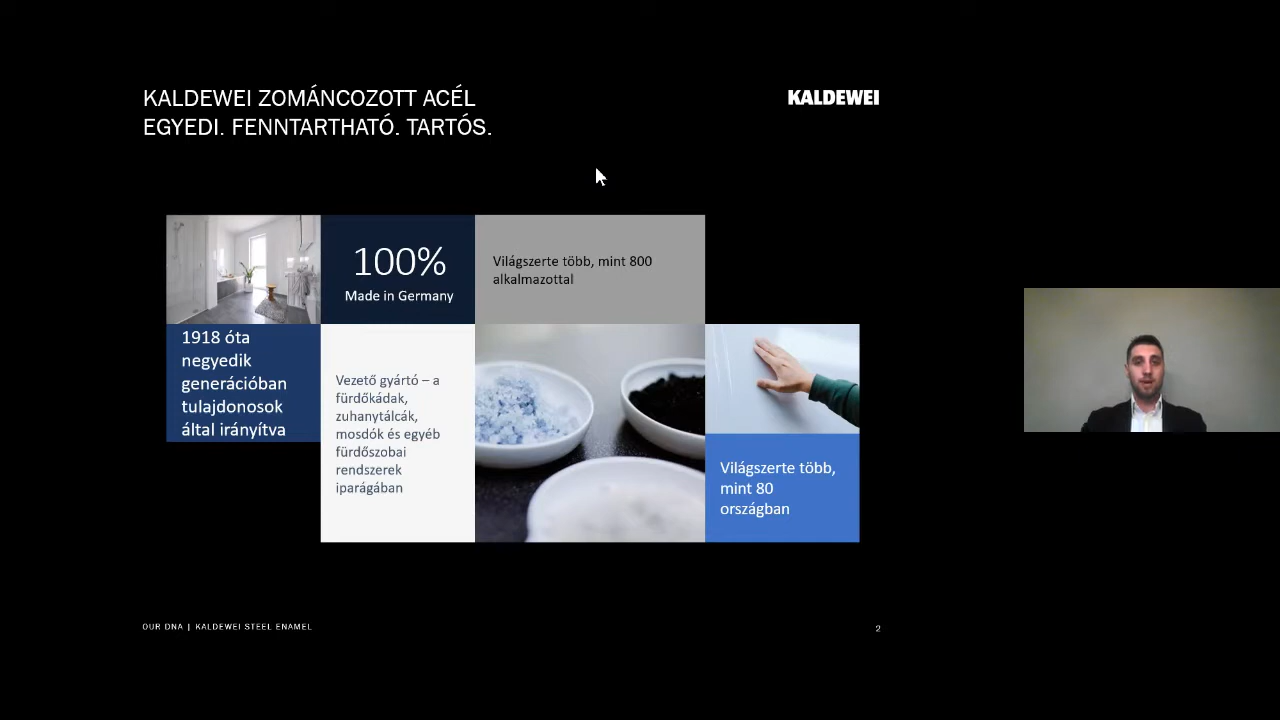 KALDEWEI ZOMÁNCOZOTT ACÉL
EGYEDI. FENNTARTHATÓ. TARTÓS.
KALDEWEI
100%
Made in Germany
Világszerte több, mint 800
alkalmazottal
1918 óta
negyedik
generációban
tulajdonosok
által irányítva
Vezető gyártó – a
fürdőkádak,
zuhanytálcák,
mosdók és egyéb
fürdőszobai
rendszerek
iparágában
Világszerte több,
mint 80
országban
OUR DNA | KALDEWEI STEEL ENAMEL
2